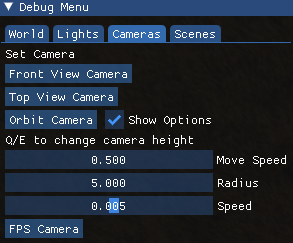 Debug Menu
World Lights Cameras Scenes
Set Camera
Front View Camera
Top View Camera
Orbit Camera Show Options
Q/E to change camera height
0.500 Move Speed
5.000 Radius
0.005 Speed
FPS Camera